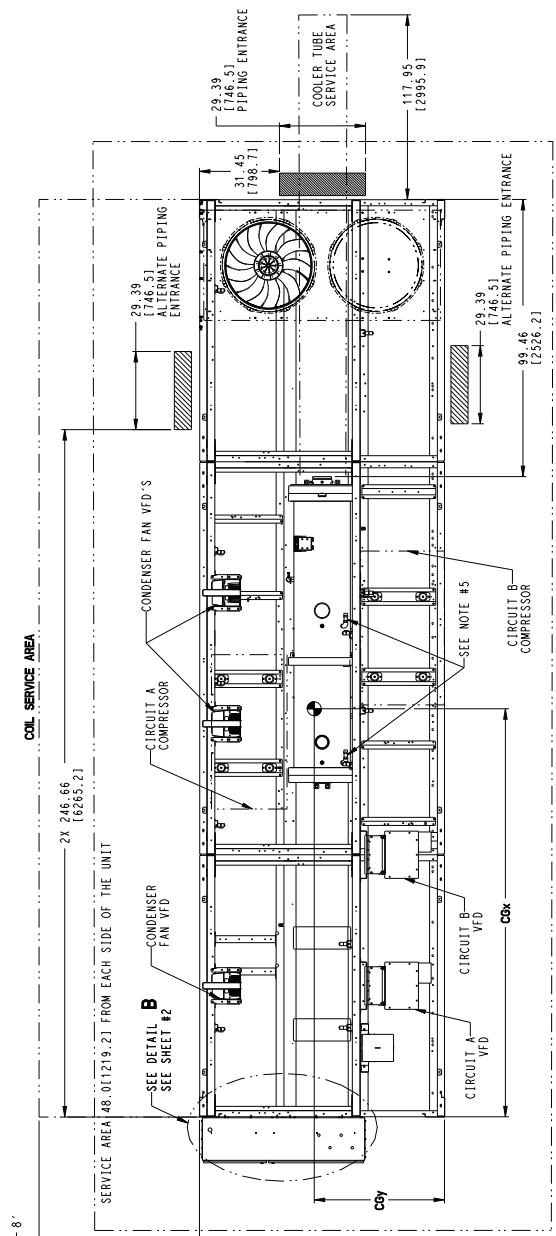 -8'
COIL SERVICE AREA
2X 246.66
[6265.2]
SERVICE AREA 48.0[1219.2] FROM EACH SIDE OF THE UNIT
SEE DETAIL B
SEE SHEET #2
CONDENSER
FAN VFD
CIRCUIT A
COMPRESSOR
CONDENSER FAN VFD'S
29.39
[746.5]
ALTERNATE PIPING
ENTRANCE
31.45
[798.7]
29.39
[746.5]
PIPING ENTRANCE
COOLER TUBE
SERVICE AREA
117.95
[2995.9]
29.39
[746.5]
ALTERNATE PIPING ENTRANCE
99.46
[2526.2]
SEE NOTE #5
CIRCUIT B
COMPRESSOR
CIRCUIT B
VFD
CIRCUIT A
VFD
CGx
CGy